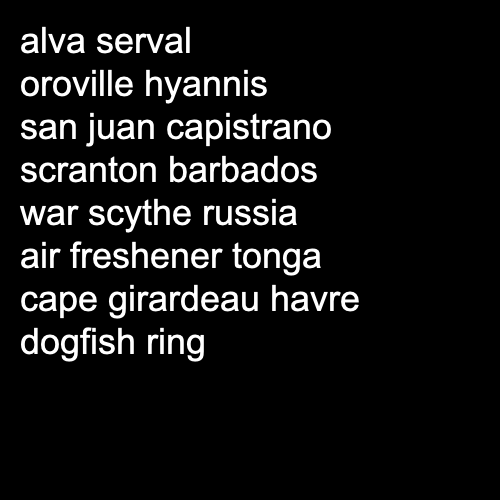 alva serval
oroville hyannis
san juan capistrano
scranton barbados
war scythe russia
air freshener tonga
cape girardeau havre
dogfish ring